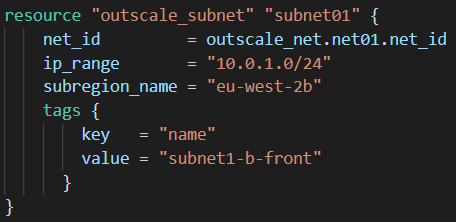 resource "outscale_subnet" "subnet01" {
    net_id         = outscale_net.net01.net_id
    ip_range       = "10.0.1.0/24"
    subregion_name = "eu-west-2b"
    tags {
        key   = "name"
        value = "subnet1-b-front"
      }
}